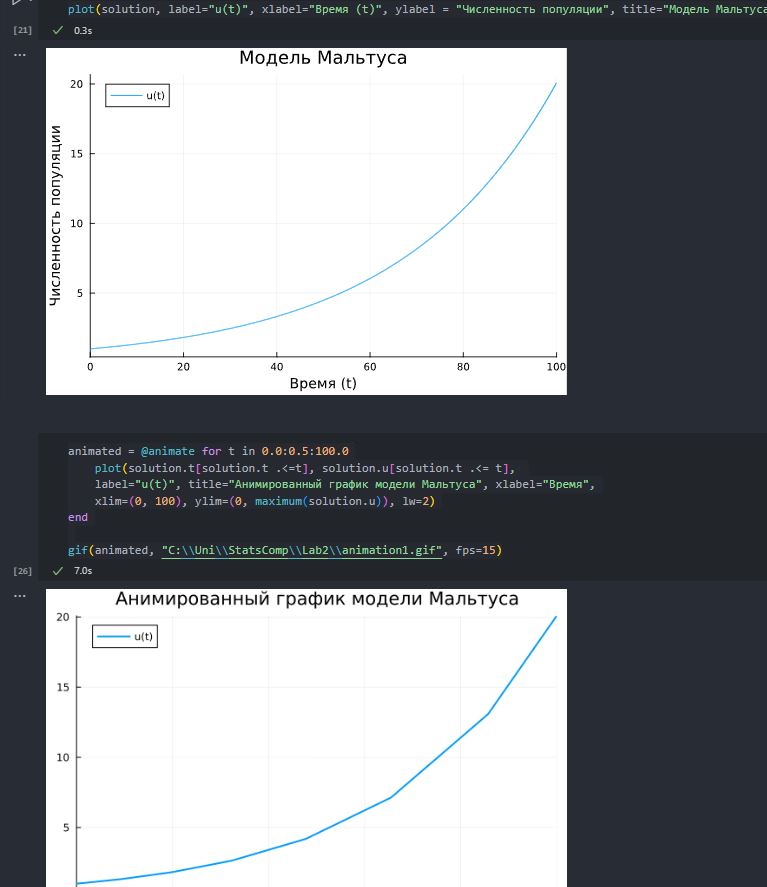 plot(solution, label="u(t)", xlabel="Время (t)", ylabel = "Численность популяции", title="Модель Мальтуса
[21]
0.3s
...
Модель Мальтуса
u(t)
20
15
10
5
Численность популяции
0 20 40 60 80 100
Время (t)
animated = @animate for t in 0.0:0.5:100.0
plot(solution.t[solution.t .<=t], solution.u[solution.t .<= t],
label="u(t)", title="Анимированный график модели Мальтуса", xlabel="Время",
xlim=(0, 100), ylim=(0, maximum(solution.u)), lw=2)
end
gif(animated, "C:\\Uni\\StatsComp\\Lab2\\animation1.gif", fps=15)
[26]
7.0s
...
Анимированный график модели Мальтуса
u(t)
20
15
10
5